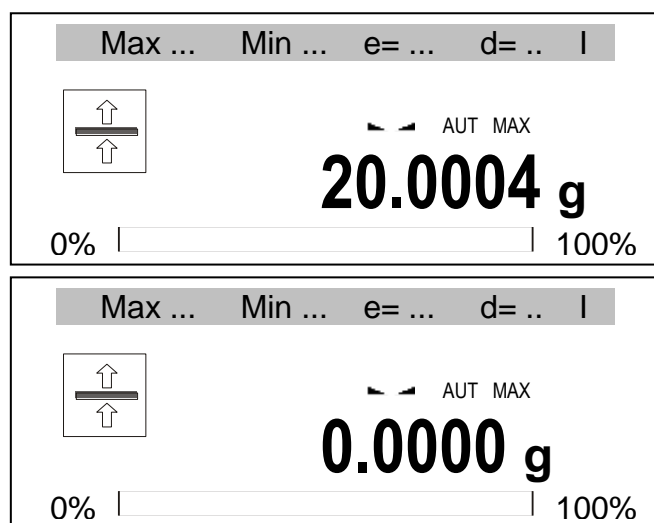 Max ... Min ... e= ... d= .. I
AUT MAX
20.0004 g
0% 100%
Max ... Min ... e= ... d= .. I
AUT MAX
0.0000 g
0% 100%